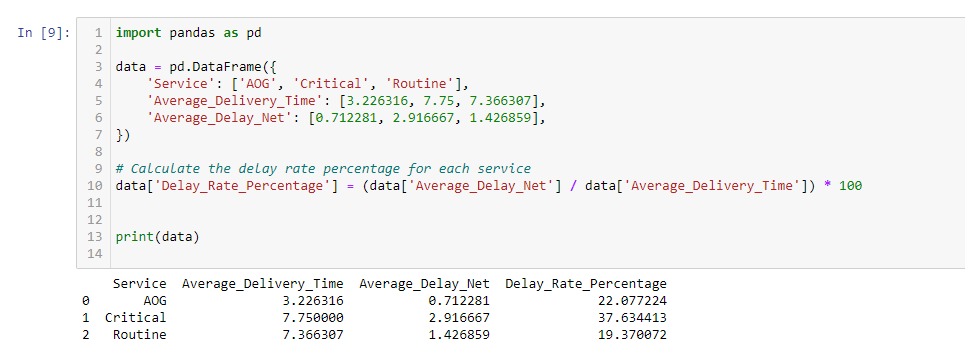 In [9]:
1 import pandas as pd
2
3 data = pd.DataFrame({
4     'Service': ['AOG', 'Critical', 'Routine'],
5     'Average_Delivery_Time': [3.226316, 7.75, 7.366307],
6     'Average_Delay_Net': [0.712281, 2.916667, 1.426859],
7 })
8
9 # Calculate the delay rate percentage for each service
10 data['Delay_Rate_Percentage'] = (data['Average_Delay_Net'] / data['Average_Delivery_Time']) * 100
11
12
13 print(data)
14
Service  Average_Delivery_Time  Average_Delay_Net  Delay_Rate_Percentage
0       AOG               3.226316           0.712281              22.077224
1  Critical               7.750000           2.916667              37.634413
2   Routine               7.366307           1.426859              19.370072